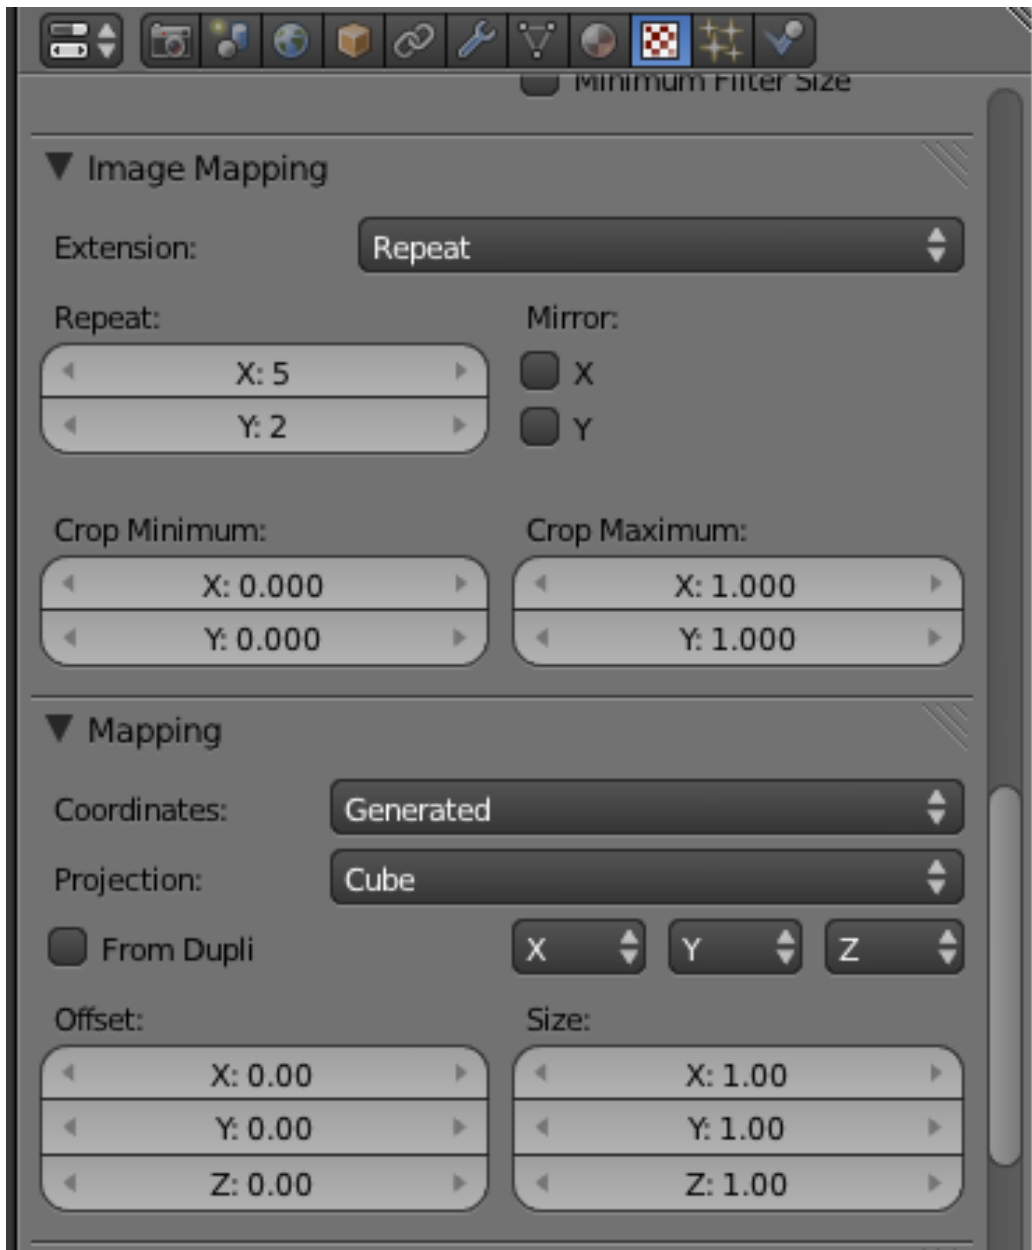 Minimum Filter Size
Image Mapping
Extension: Repeat
Repeat: Mirror:
X: 5 X
Y: 2 Y
Crop Minimum: Crop Maximum:
X: 0.000 X: 1.000
Y: 0.000 Y: 1.000
Mapping
Coordinates: Generated
Projection: Cube
From Dupli X Y Z
Offset: Size:
X: 0.00 X: 1.00
Y: 0.00 Y: 1.00
Z: 0.00 Z: 1.00